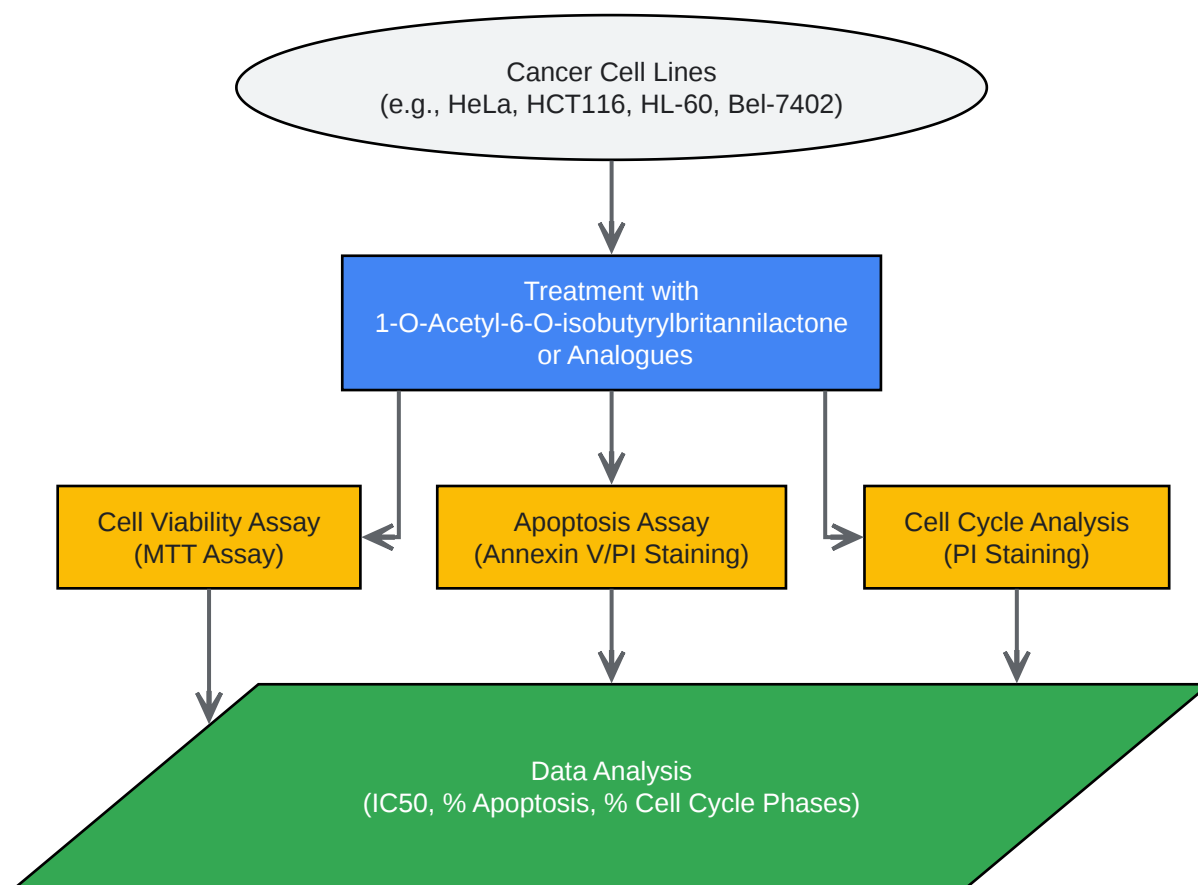 Cancer Cell Lines
(e.g., HeLa, HCT116, HL-60, Bel-7402)
Treatment with
1-O-Acetyl-6-O-isobutyrylbritannilactone
or Analogues
Cell Viability Assay
(MTT Assay)
Apoptosis Assay
(Annexin V/PI Staining)
Cell Cycle Analysis
(PI Staining)
Data Analysis
(IC50, % Apoptosis, % Cell Cycle Phases)